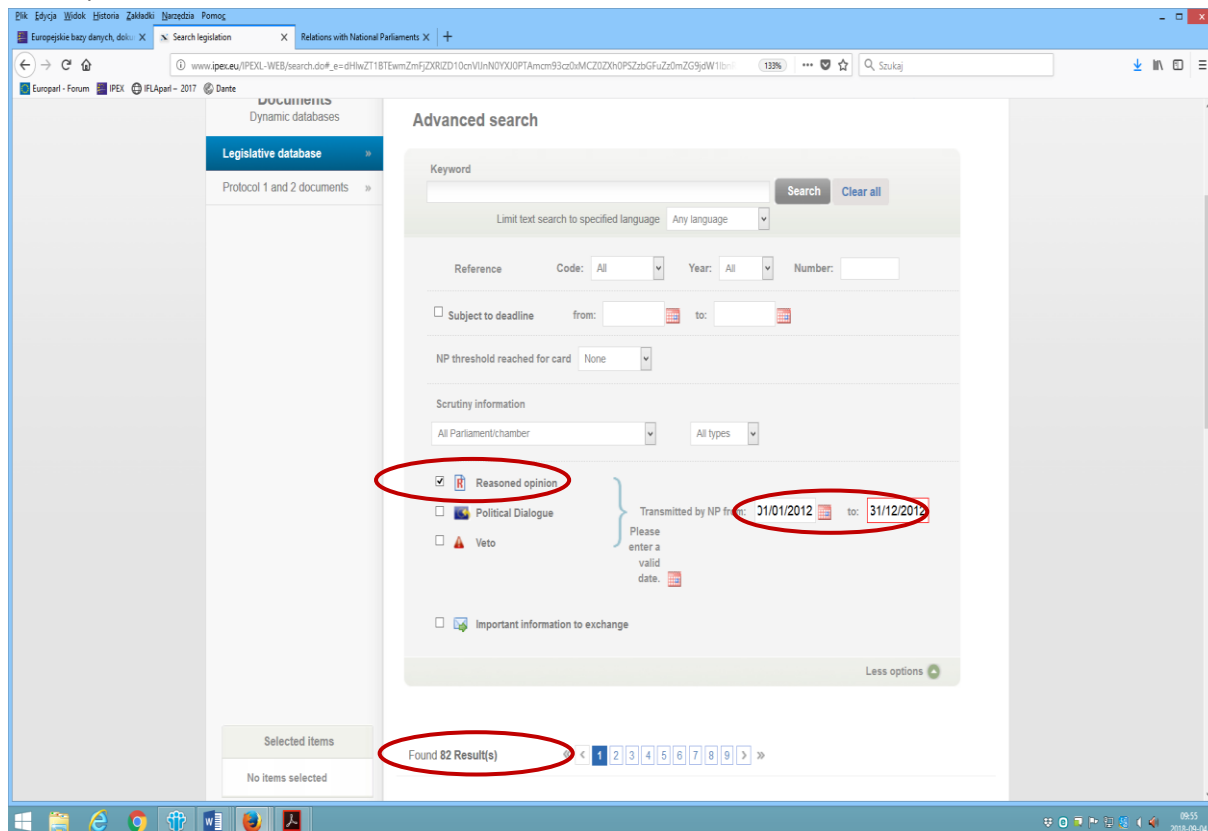 Plik Edycja Widok Historia Zakładki Narzędzia Pomoc
Europejskie bazy danych, doku X Search legislation X Relations with National Parliaments X +
www.ipex.eu/IPEXL-WEB/search.do#_e= 133% ... Szukaj
Europarl - Forum IPEX IFLAparl – 2017 Dante
Documents
Dynamic databases
Legislative database »
Protocol 1 and 2 documents »
Advanced search
Keyword
Search Clear all
Limit text search to specified language Any language
Reference Code: All Year: All Number:
Subject to deadline from: to:
NP threshold reached for card None
Scrutiny information
All Parliament/chamber All types
Reasoned opinion
Political Dialogue
Veto
Transmitted by NP from: 01/01/2012 to: 31/12/2012
Please
enter a
valid
date.
Important information to exchange
Less options
Selected items
No items selected
Found 82 Result(s) « < 1 2 3 4 5 6 7 8 9 > »
09:55
2018-09-04